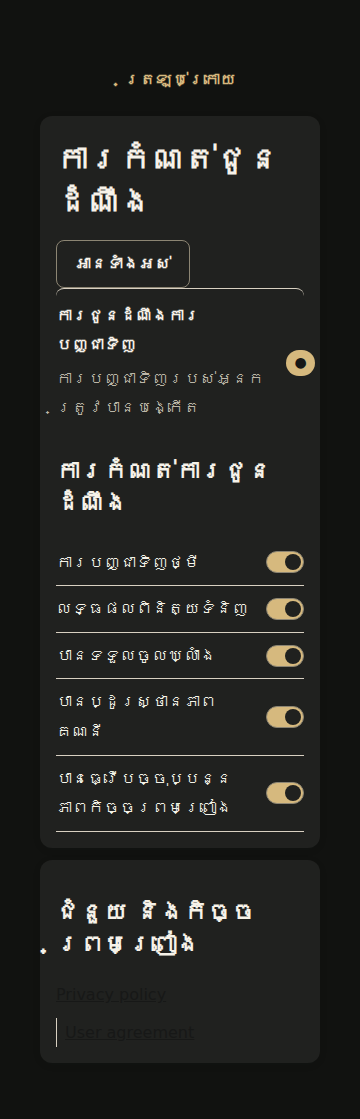 ត្រឡប់ក្រោយ
ការកំណត់ជូន
ដំណឹង
អានទាំងអស់
ការជូនដំណឹងការ
បញ្ជាទិញ
ការបញ្ជាទិញរបស់អ្នក
ត្រូវបានបង្កើត
ការកំណត់ការជូន
ដំណឹង
ការបញ្ជាទិញថ្មី
លទ្ធផលពិនិត្យទំនិញ
បានទទួលចូលឃ្លាំង
បានប្ដូរស្ថានភាព
គណនី
បានធ្វើបច្ចុប្បន្ន
ភាពកិច្ចព្រមព្រៀង
ជំនួយ និងកិច្ច
ព្រមព្រៀង
Privacy policy
User agreement